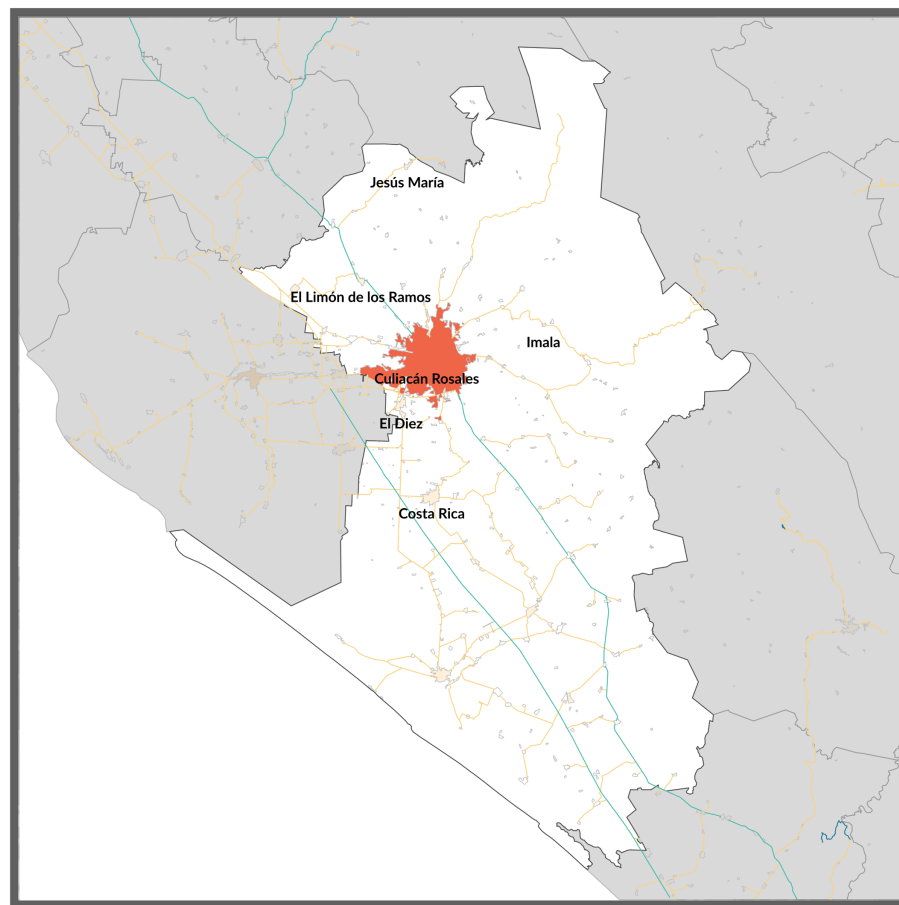 Jesús María
El Limón de los Ramos
Imala
Culiacán Rosales
El Diez
Costa Rica